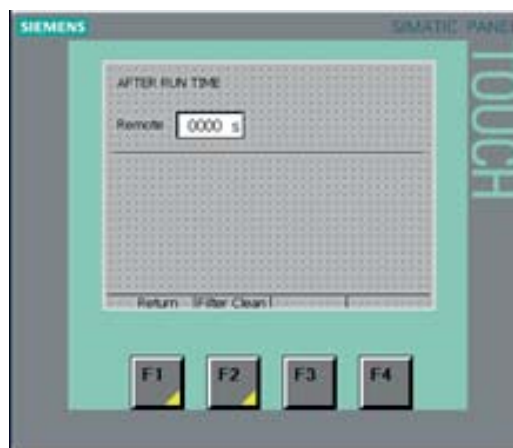 SIEMENS
SIMATIC PANEL
TOUCH
AFTER RUN TIME
Remote 0000 s
Return Filter Clean
F1 F2 F3 F4